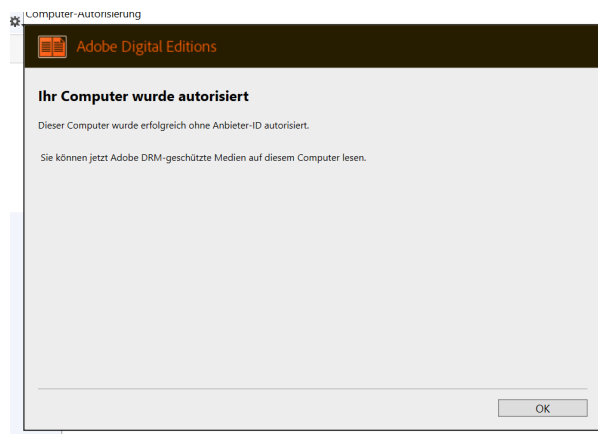 Computer-Autorisierung
Adobe Digital Editions
Ihr Computer wurde autorisiert
Dieser Computer wurde erfolgreich ohne Anbieter-ID autorisiert.
Sie können jetzt Adobe DRM-geschützte Medien auf diesem Computer lesen.
OK